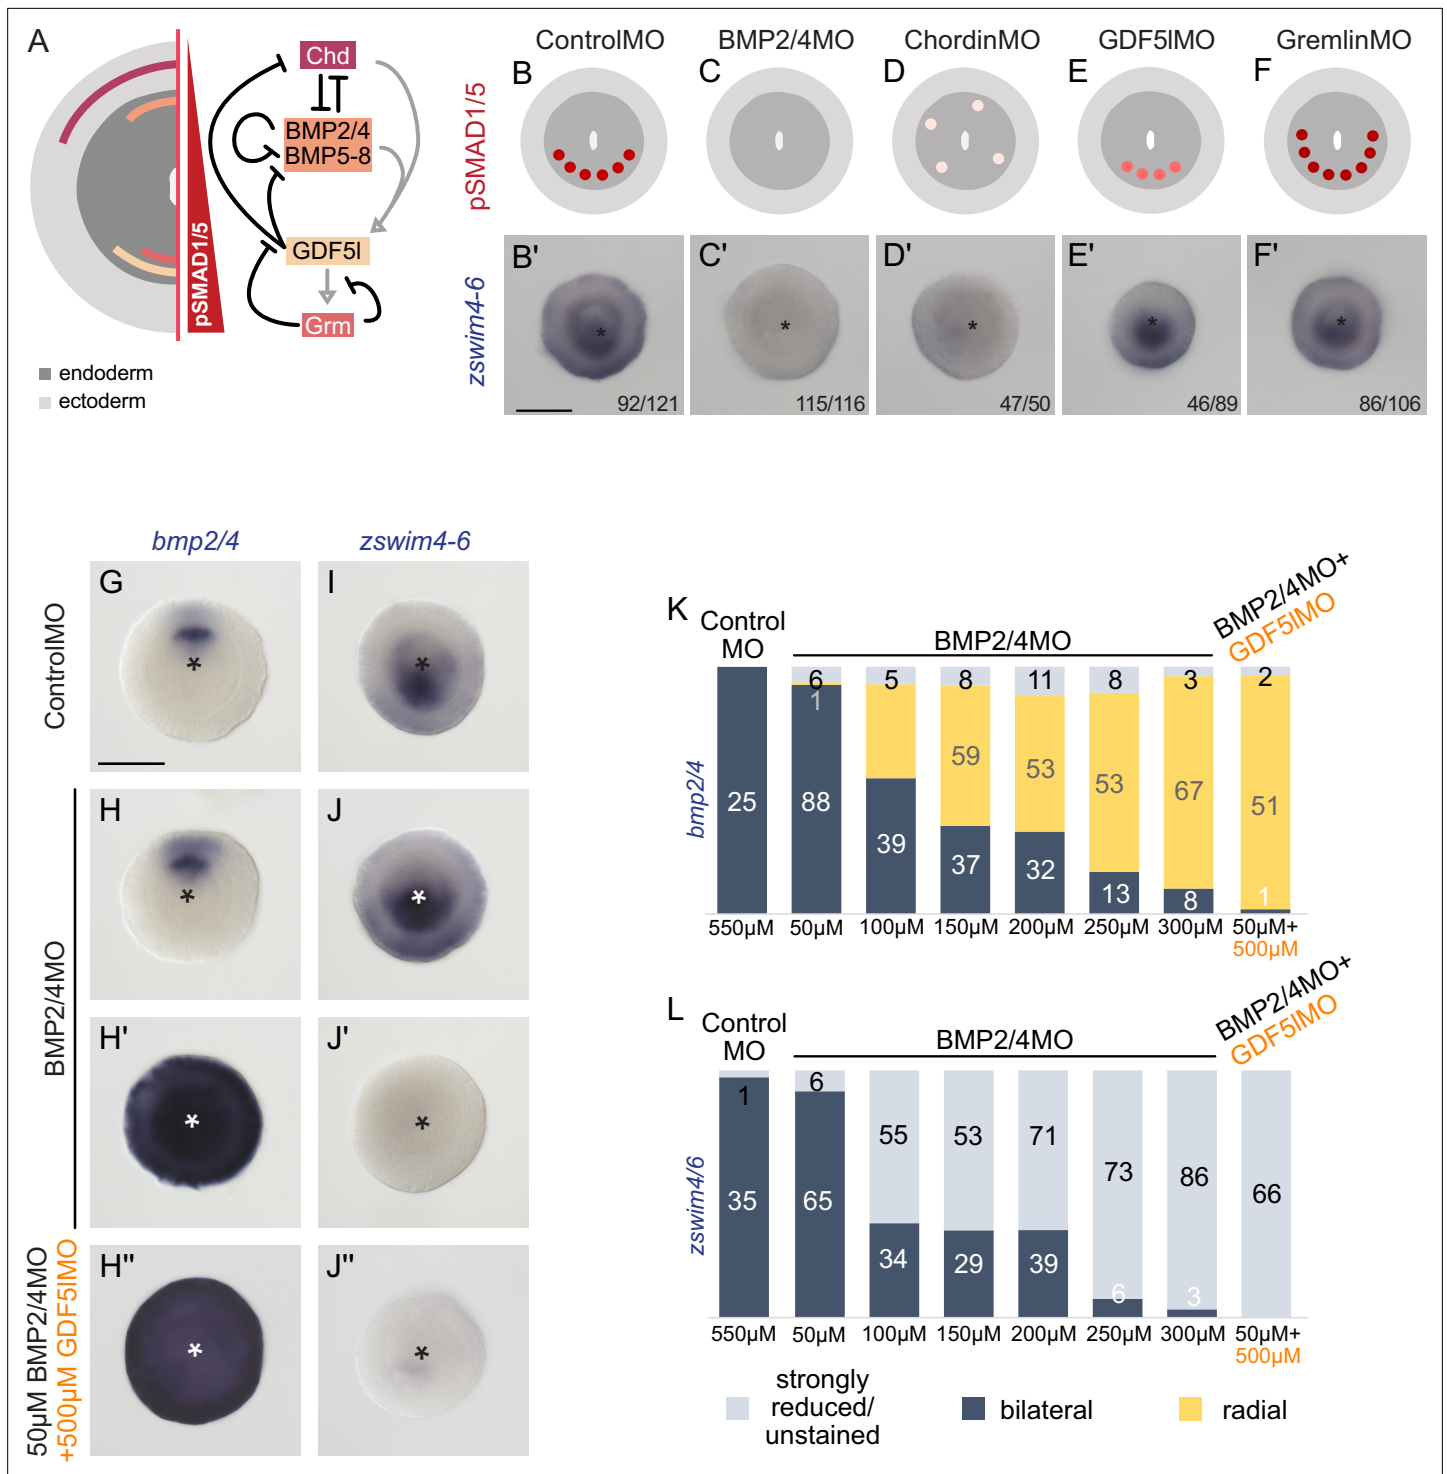 A
Chd
BMP2/4
BMP5-8
GDF5l
Grm
pSMAD1/5
endoderm
ectoderm
ControlMO
BMP2/4MO
ChordinMO
GDF5lMO
GremlinMO
pSMAD1/5
B
C
D
E
F
zswim4-6
B'
*
92/121
C'
*
115/116
D'
*
47/50
E'
*
46/89
F'
*
86/106
bmp2/4
zswim4-6
ControlMO
G
*
I
*
BMP2/4MO
H
*
J
*
H'
*
J'
*
50µM BMP2/4MO
+500µM GDF5lMO
H"
*
J"
*
K
Control
MO
BMP2/4MO
BMP2/4MO+
GDF5lMO
bmp2/4
6 5 8 11 8 3 2
1
59 53 53 67 51
25 88 39 37 32 13 8 1
550µM 50µM 100µM 150µM 200µM 250µM 300µM 50µM+
500µM
L
Control
MO
BMP2/4MO
BMP2/4MO+
GDF5lMO
zswim4/6
1 6 55 53 71 73 86 66
35 65 34 29 39 6 3
550µM 50µM 100µM 150µM 200µM 250µM 300µM 50µM+
500µM
strongly
reduced/
unstained
bilateral
radial